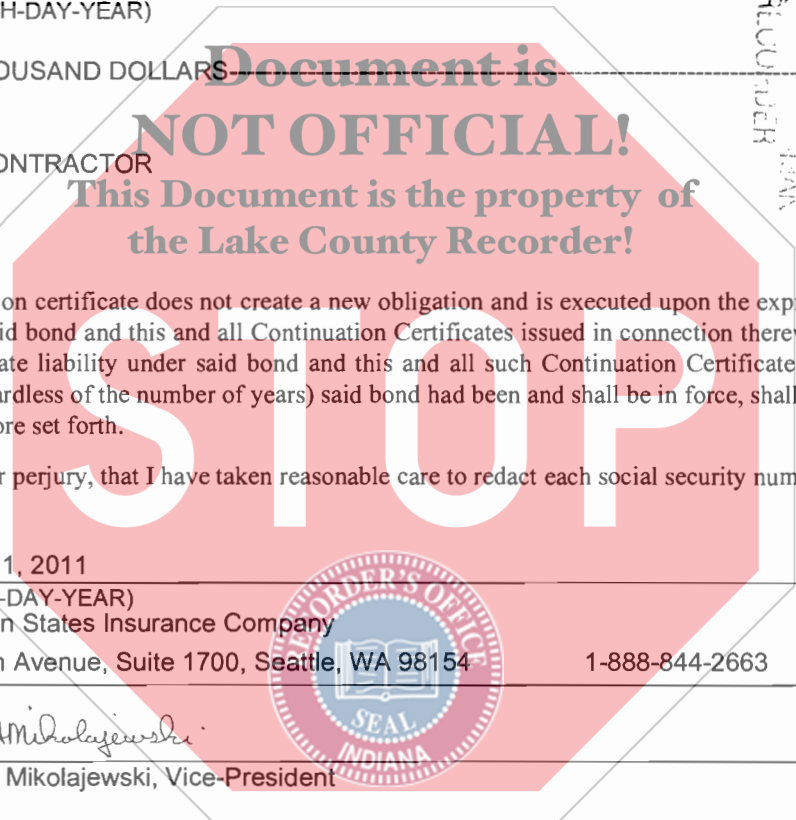 H-DAY-YEAR)
OUSAND DOLLARS
Document is
NOT OFFICIAL!
ONTRACTOR
This Document is the property of
the Lake County Recorder!
on certificate does not create a new obligation and is executed upon the exp
id bond and this and all Continuation Certificates issued in connection there
ate liability under said bond and this and all such Continuation Certificate
ardless of the number of years) said bond had been and shall be in force, shal
ore set forth.
STOP
r perjury, that I have taken reasonable care to redact each social security num
1, 2011
-DAY-YEAR)
n States Insurance Company
n Avenue, Suite 1700, Seattle, WA 98154 1-888-844-2663
RECORDER'S OFFICE
SEAL
INDIANA
Mikolajewski
Mikolajewski, Vice-President
RECORDER